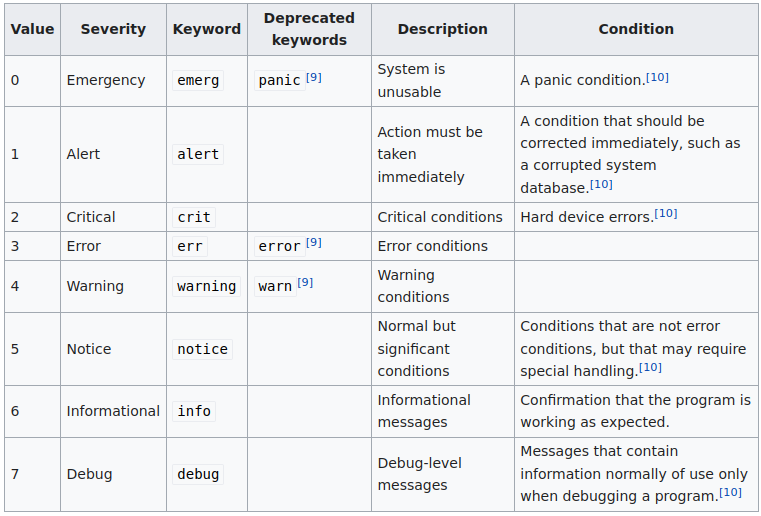 Value Severity Keyword Deprecated keywords Description Condition
0 Emergency emerg panic [9] System is unusable A panic condition.[10]
1 Alert alert Action must be taken immediately A condition that should be corrected immediately, such as a corrupted system database.[10]
2 Critical crit Critical conditions Hard device errors.[10]
3 Error err error [9] Error conditions
4 Warning warning warn [9] Warning conditions
5 Notice notice Normal but significant conditions Conditions that are not error conditions, but that may require special handling.[10]
6 Informational info Informational messages Confirmation that the program is working as expected.
7 Debug debug Debug-level messages Messages that contain information normally of use only when debugging a program.[10]